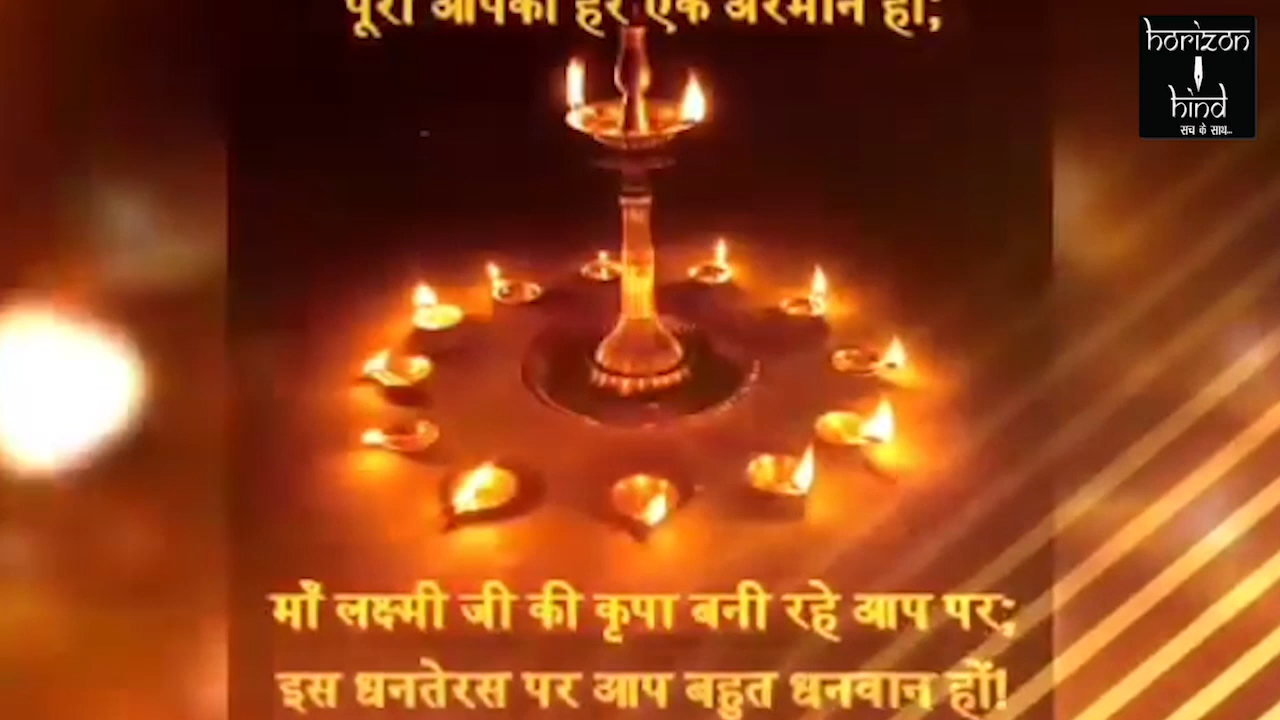 पूरा आपका हर एक अरमान हो;
horizon
hind
सच के साथ...
माँ लक्ष्मी जी की कृपा बनी रहे आप पर;
इस धनतेरस पर आप बहुत धनवान हों!